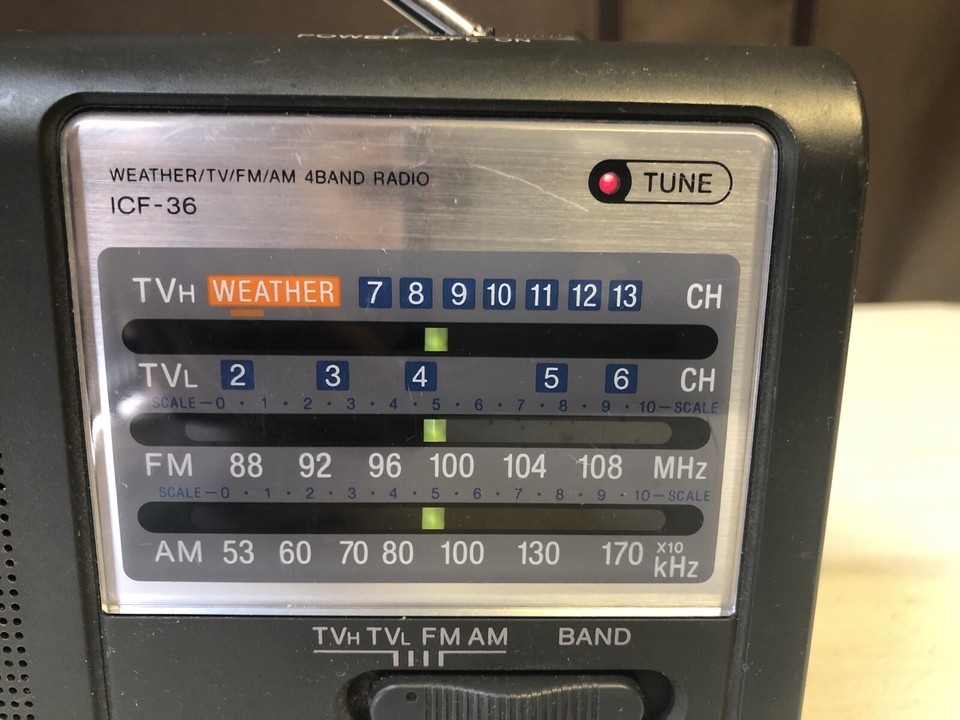 POWER OFF ON
WEATHER/TV/FM/AM 4BAND RADIO
ICF-36
TUNE
TVH WEATHER 7 8 9 10 11 12 13 CH
TVL 2 3 4 5 6 CH
SCALE-0 · 1 · 2 · 3 · 4 · 5 · 6 · 7 · 8 · 9 · 10-SCALE
FM 88 92 96 100 104 108 MHz
SCALE-0 · 1 · 2 · 3 · 4 · 5 · 6 · 7 · 8 · 9 · 10-SCALE
AM 53 60 70 80 100 130 170 X10 kHz
TVH TVL FM AM BAND